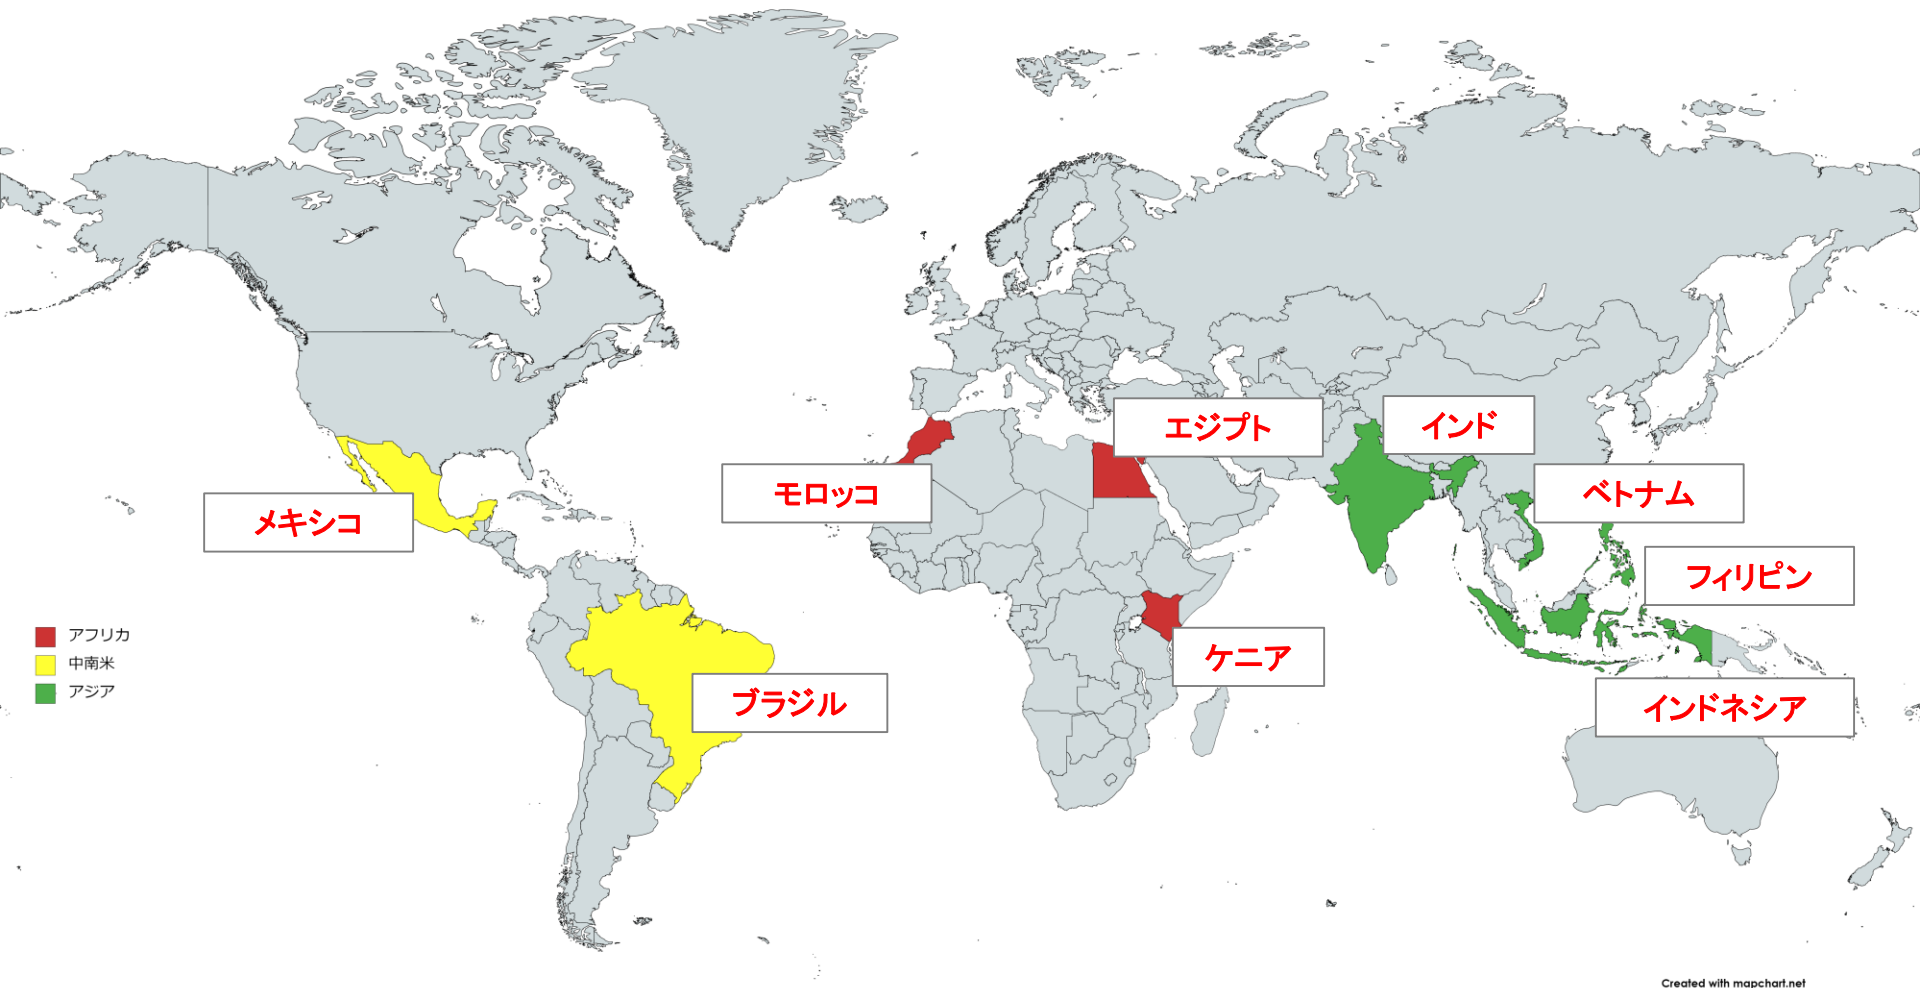 エジプト
インド
モロッコ
ベトナム
メキシコ
フィリピン
ケニア
アフリカ
中南米
アジア
ブラジル
インドネシア
Created with mapchart.net